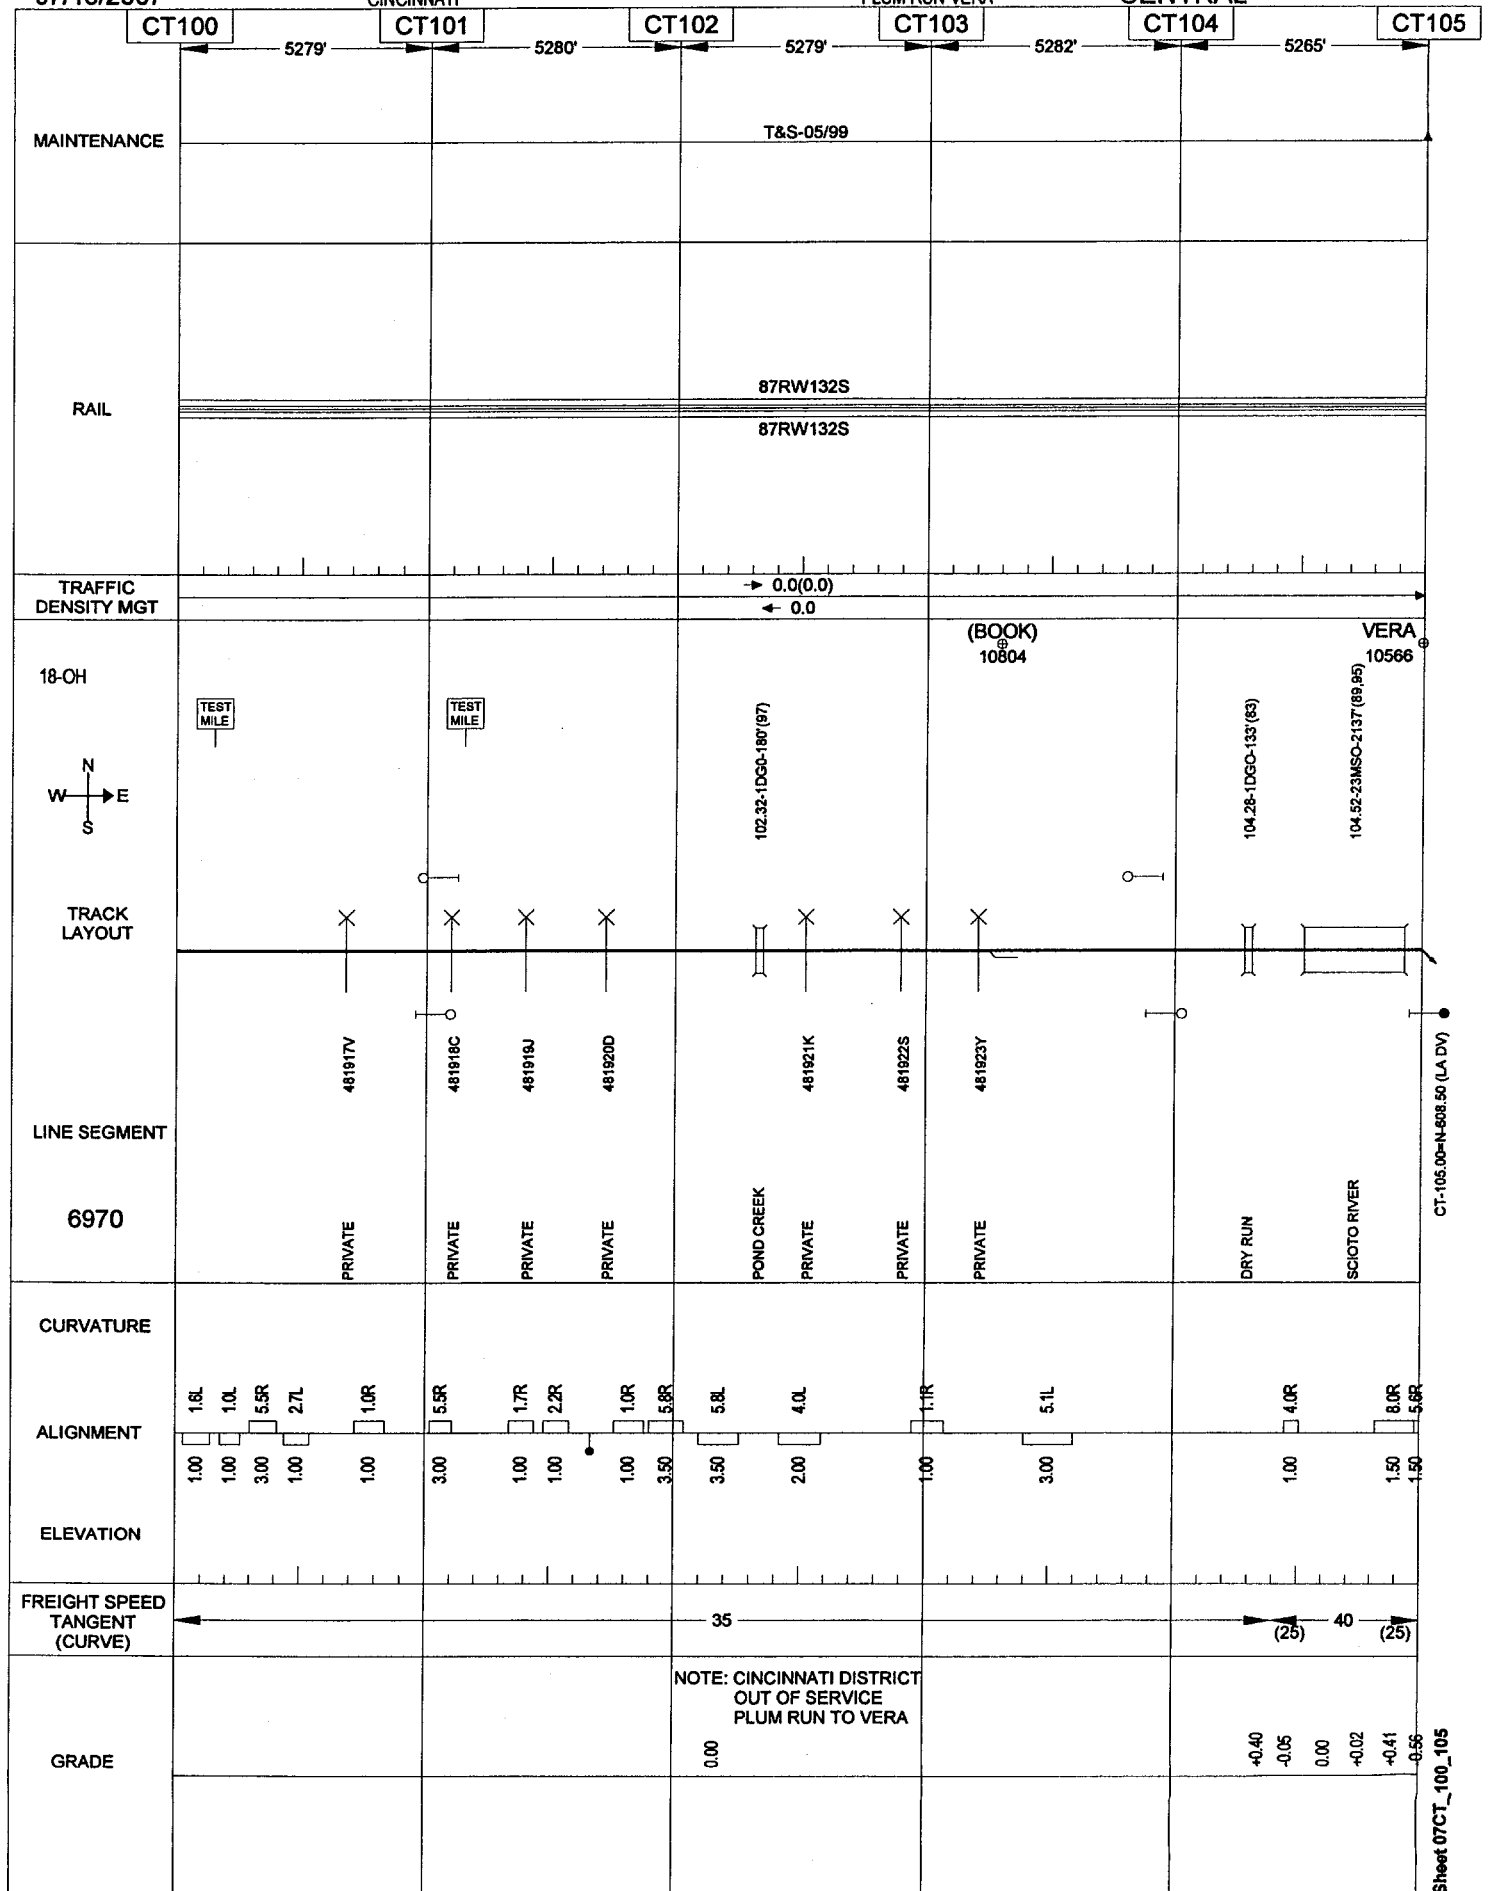 CINCINNATI
CT100
CT101
CT102
CT103
CT104
CT105
5279'
5280'
5279'
5282'
5265'
MAINTENANCE
T&S-05/99
RAIL
87RW132S
87RW132S
TRAFFIC
DENSITY MGT
0.0(0.0)
0.0
18-OH
(BOOK)
10804
VERA
10566
TEST
MILE
TEST
MILE
N
W E
S
102.32-1DGO-180'(97)
104.28-1DGO-133'(83)
104.52-23MSO-2137'(89,95)
TRACK
LAYOUT
481917V
481918C
481919J
481920D
481921K
481922S
481923Y
CT-105.00=N-608.50 (LA DV)
LINE SEGMENT
6970
PRIVATE
PRIVATE
PRIVATE
PRIVATE
POND CREEK
PRIVATE
PRIVATE
PRIVATE
DRY RUN
SCIOTO RIVER
CURVATURE
1.6L
1.0L
5.5R
2.7L
1.0R
5.5R
1.7R
2.2R
1.0R
5.8R
5.8L
4.0L
1.1R
5.1L
4.0R
8.0R
5.6R
ALIGNMENT
1.00
1.00
3.00
1.00
1.00
3.00
1.00
1.00
1.00
3.50
3.50
2.00
1.00
3.00
1.00
1.50
1.50
ELEVATION
FREIGHT SPEED
TANGENT
(CURVE)
35
(25)
40
(25)
NOTE: CINCINNATI DISTRICT
OUT OF SERVICE
PLUM RUN TO VERA
GRADE
0.00
+0.40
-0.05
0.00
+0.02
+0.41
-0.56
Sheet 07CT_100_105